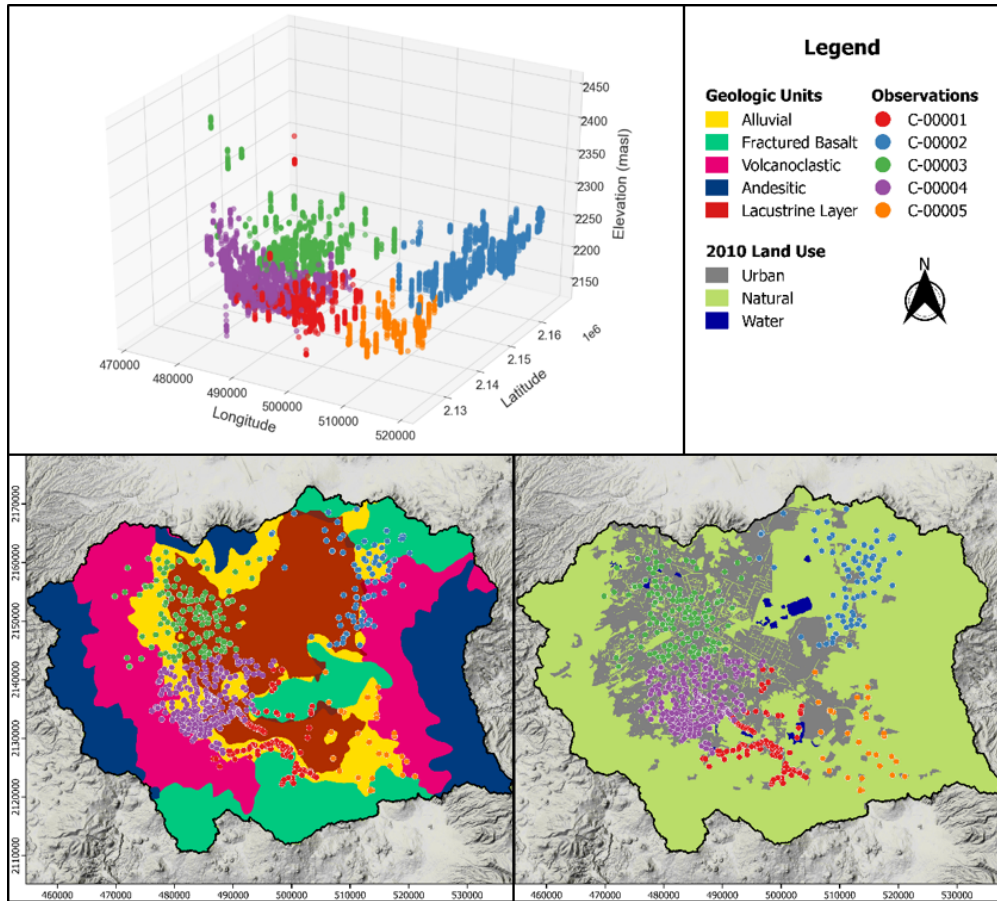 2450
2400
2350
2300
2250
2200
2150
Elevation (masl)
1e6
2.16
2.15
2.14
2.13
Latitude
470000
480000
490000
500000
510000
520000
Longitude
Legend
Geologic Units
Alluvial
Fractured Basalt
Volcanoclastic
Andesitic
Lacustrine Layer
Observations
C-00001
C-00002
C-00003
C-00004
C-00005
2010 Land Use
Urban
Natural
Water
N
2170000
2160000
2150000
2140000
2130000
2120000
2110000
460000 470000 480000 490000 500000 510000 520000 530000
460000 470000 480000 490000 500000 510000 520000 530000